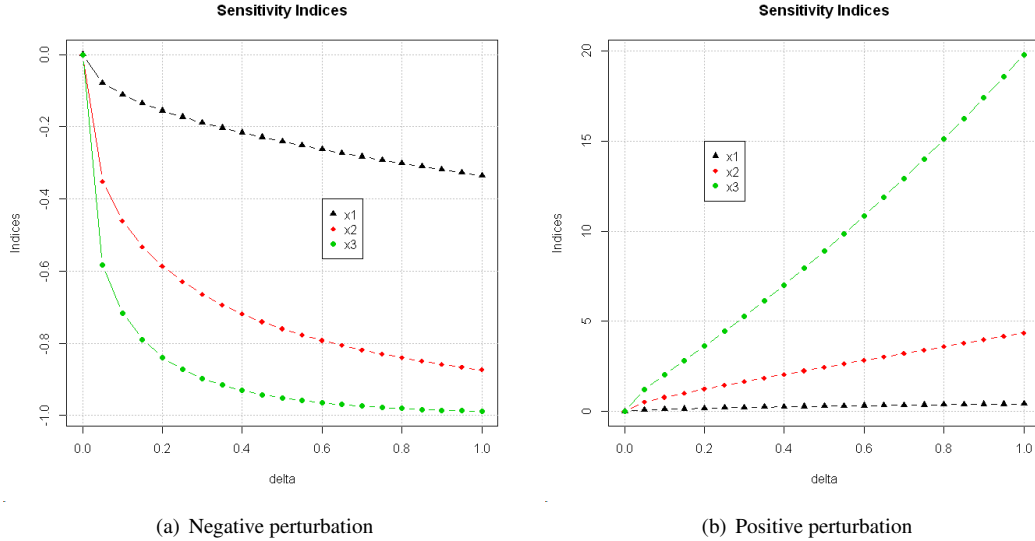 Sensitivity Indices
0.0
-0.2
-0.4
-0.6
-0.8
-1.0
Indices
x1
x2
x3
0.0 0.2 0.4 0.6 0.8 1.0
delta
(a) Negative perturbation
Sensitivity Indices
20
15
10
5
0
Indices
x1
x2
x3
0.0 0.2 0.4 0.6 0.8 1.0
delta
(b) Positive perturbation